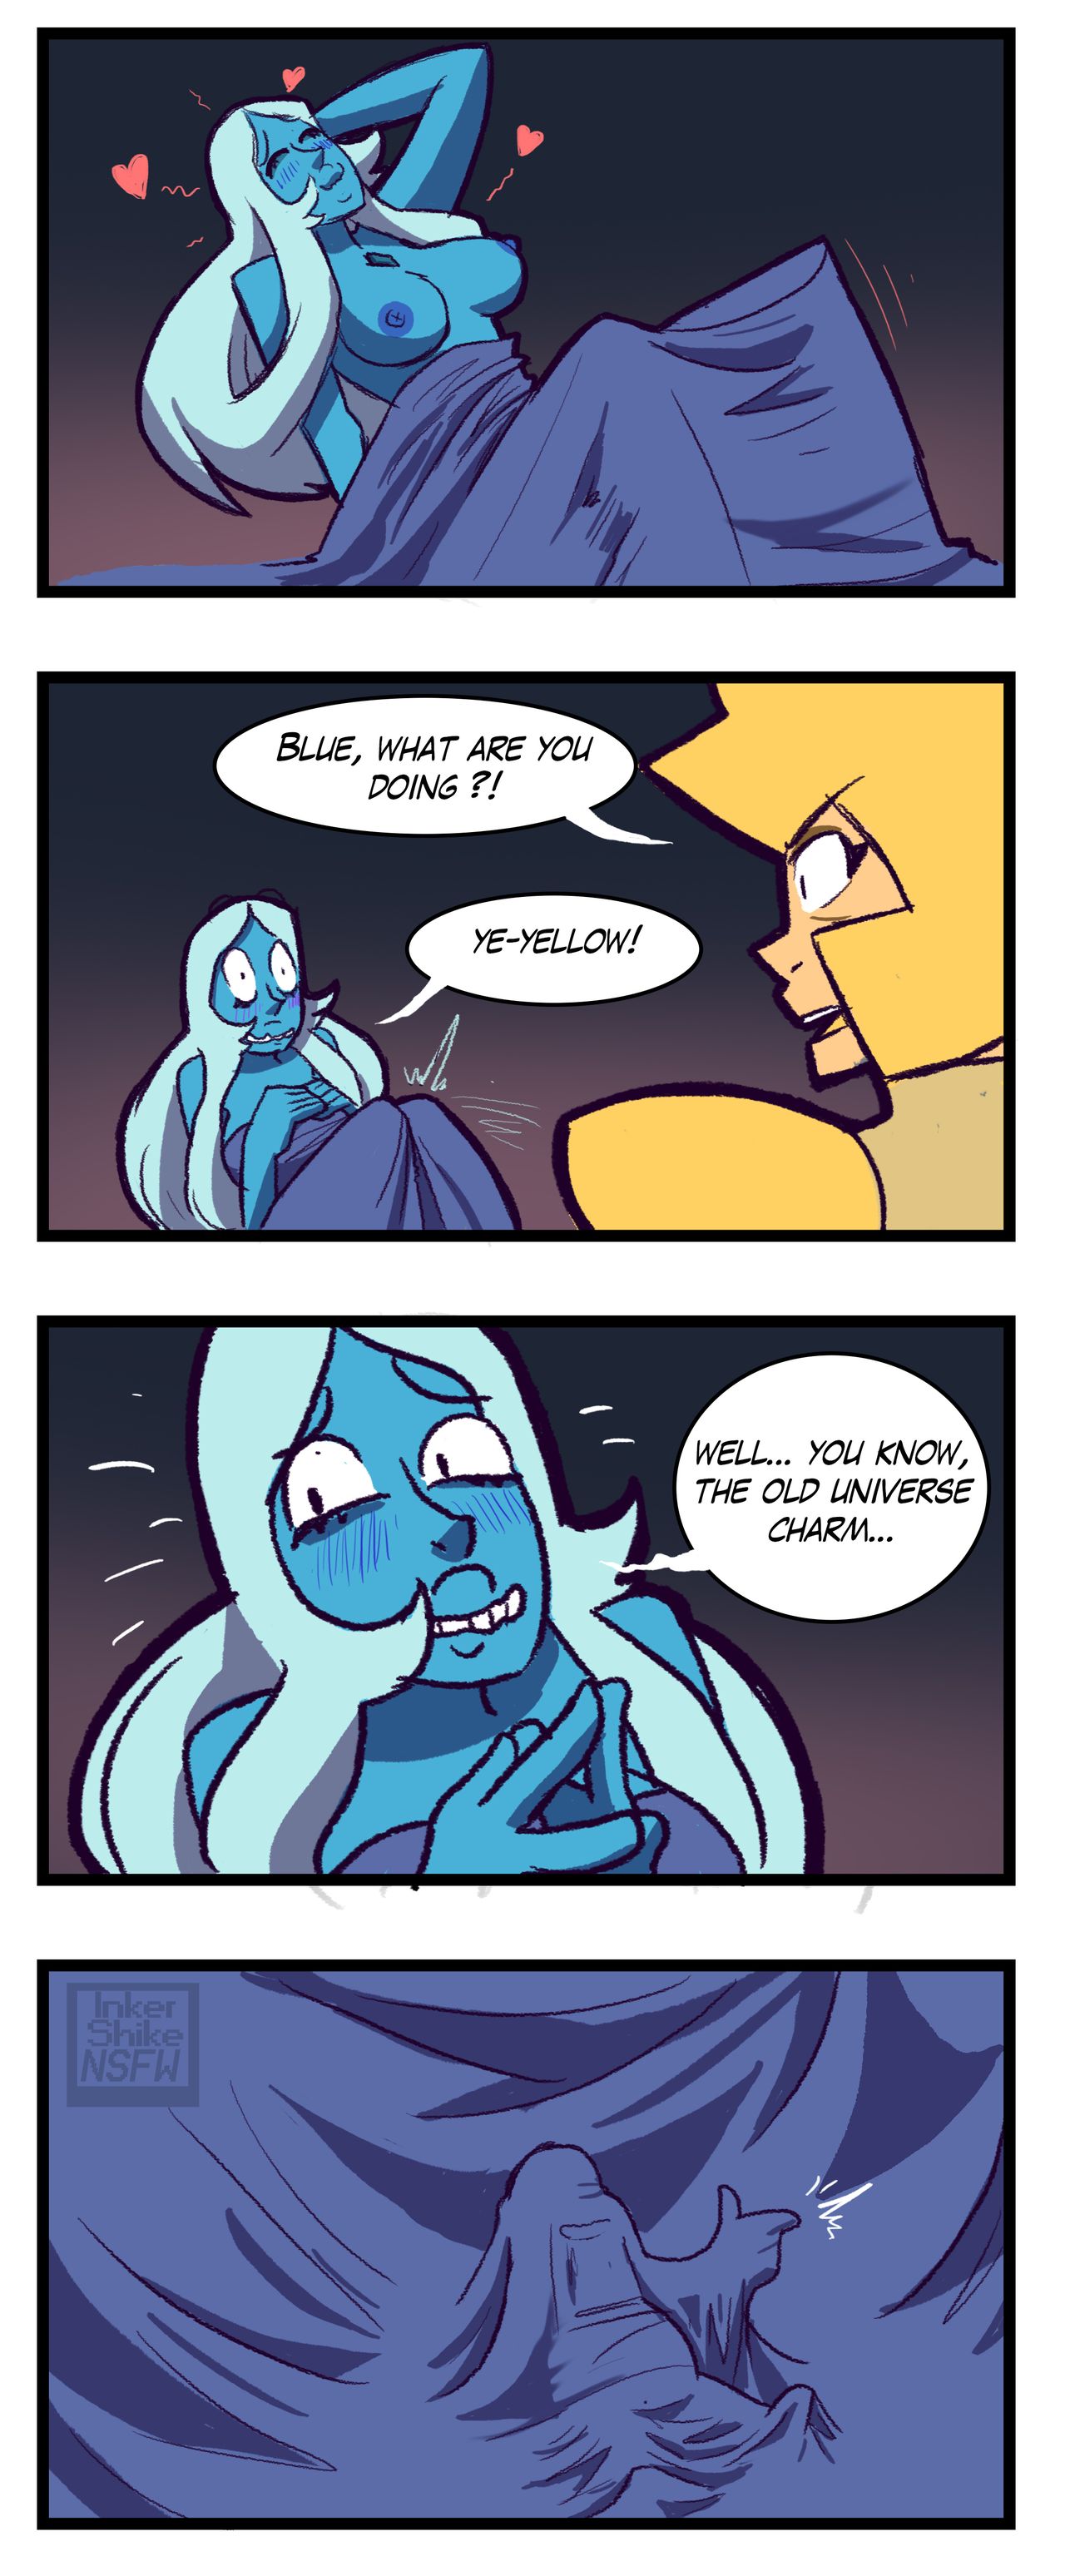 BLUE, WHAT ARE YOU
DOING ?!
YE-YELLOW!
WELL... YOU KNOW,
THE OLD UNIVERSE
CHARM...
Inker
Shike
NSFW